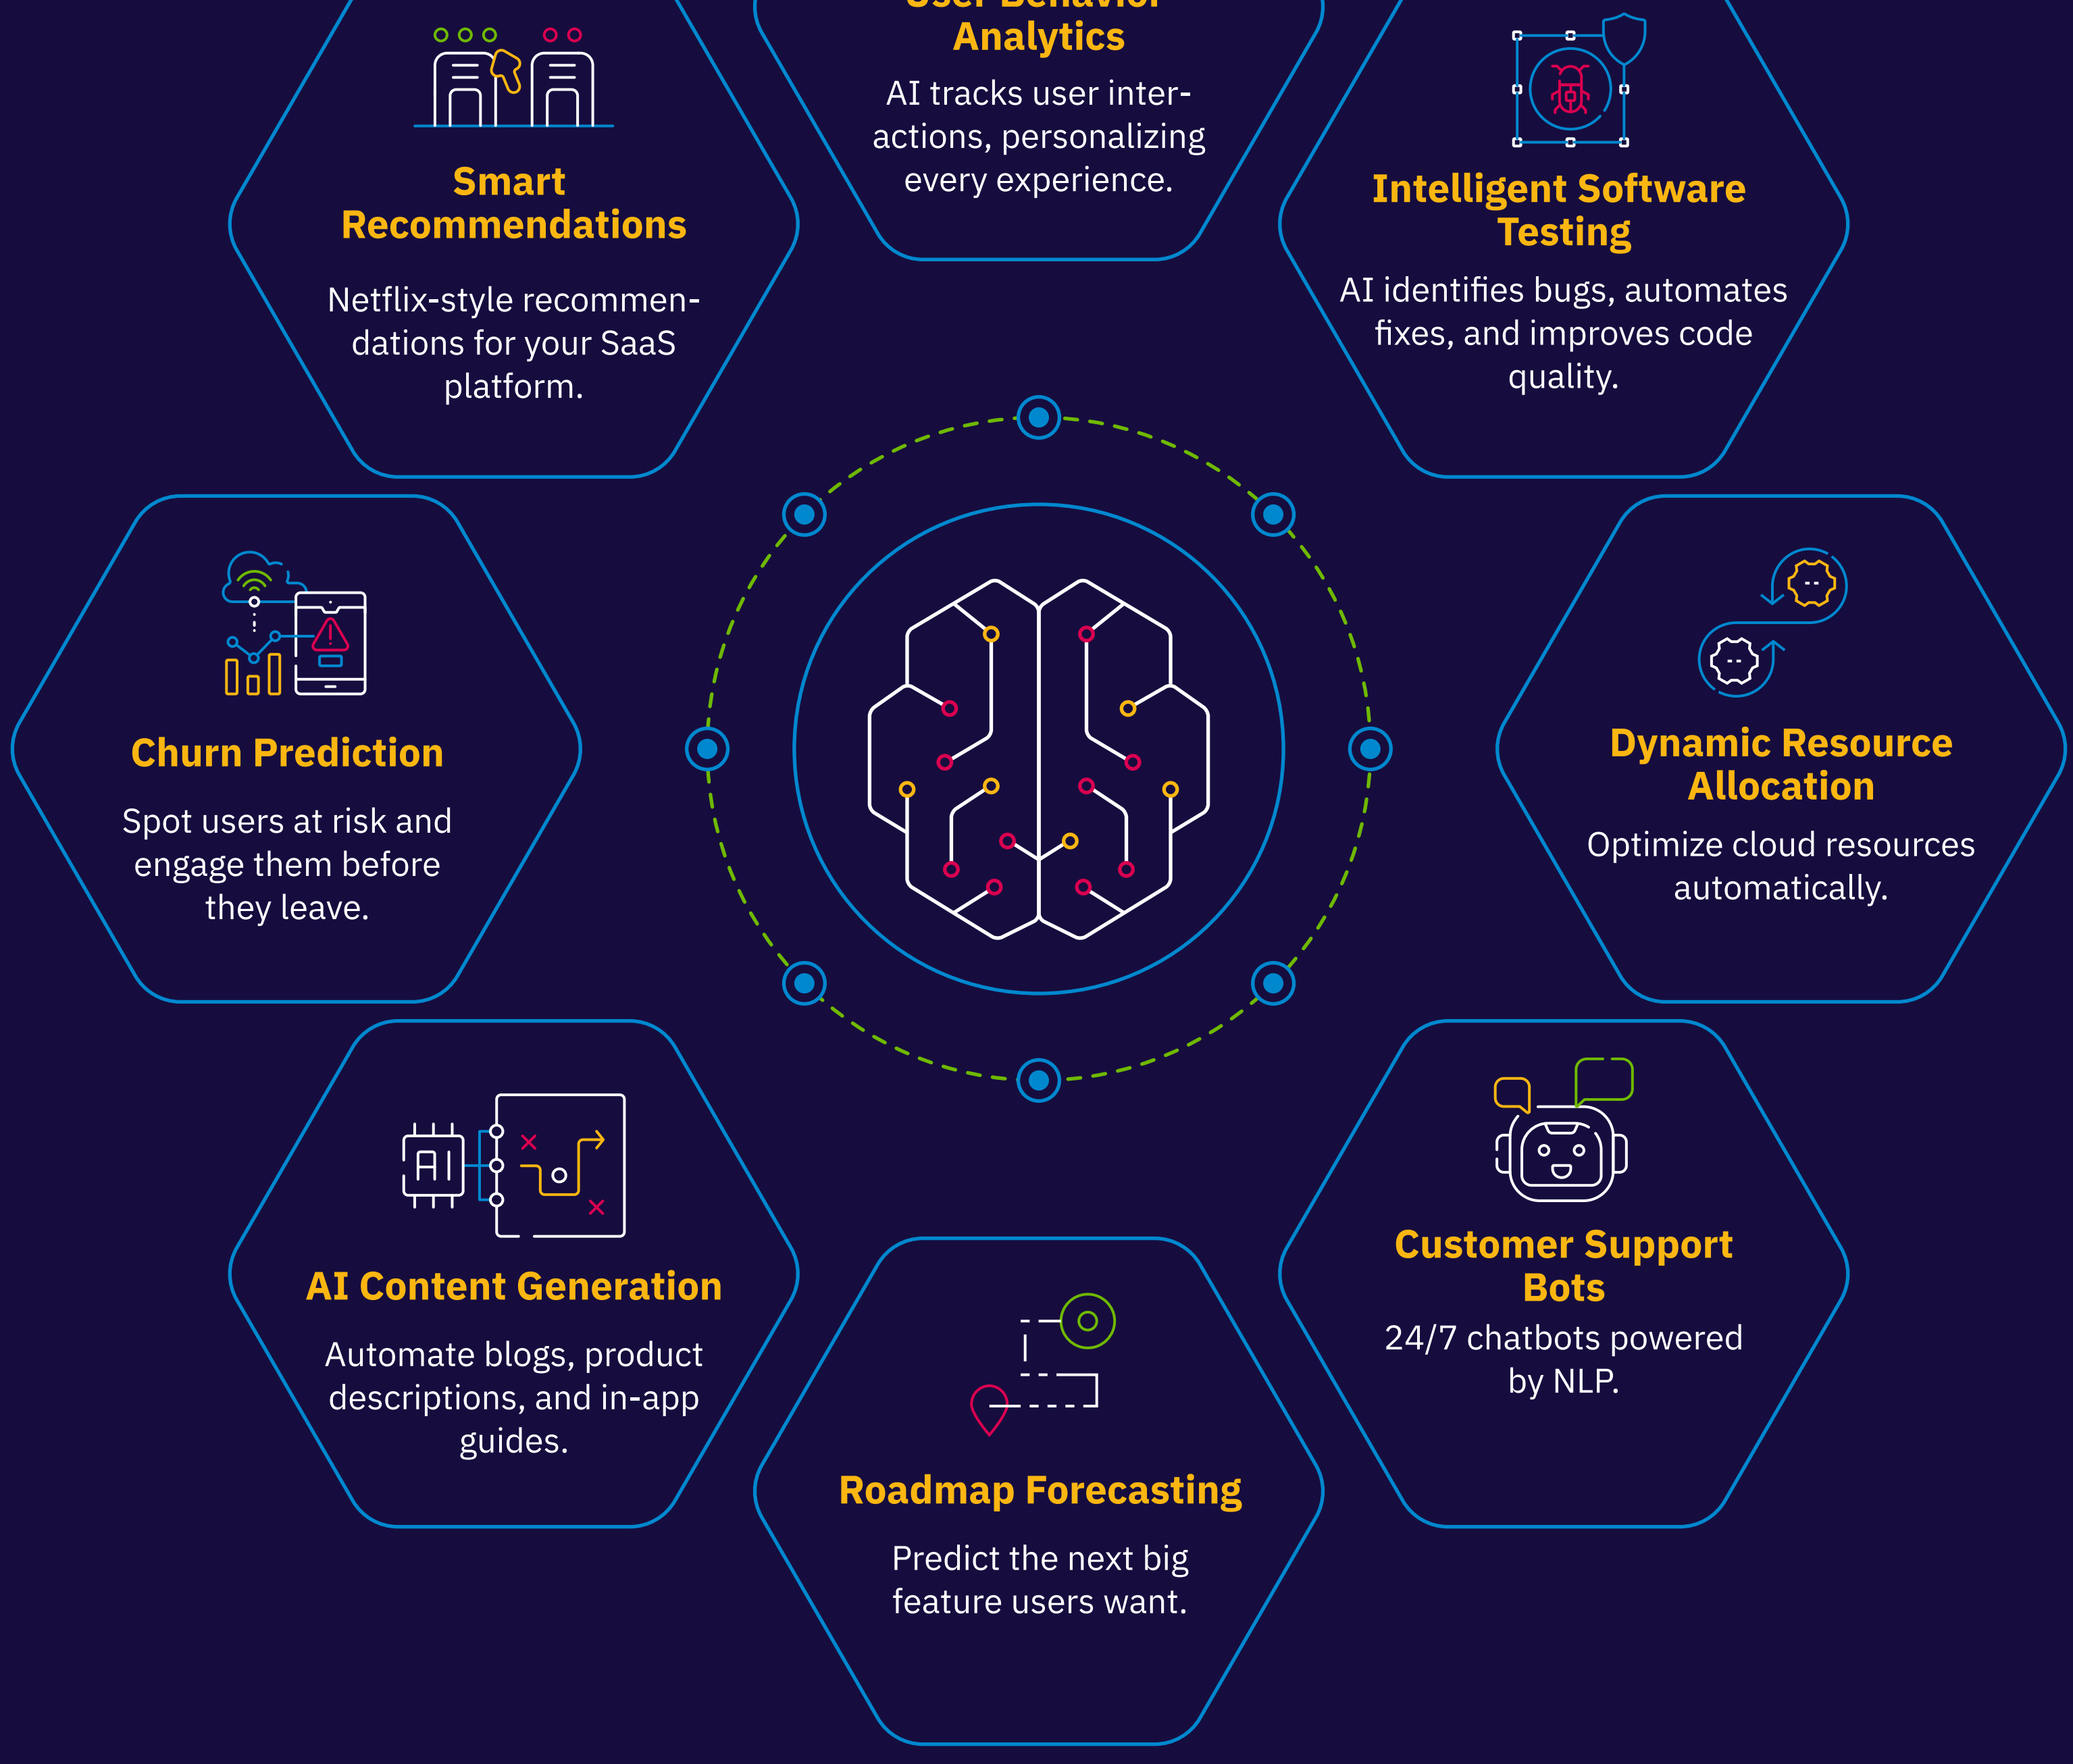 User Behavior
Analytics
AI tracks user inter-
actions, personalizing
every experience.
Smart
Recommendations
Netflix-style recommen-
dations for your SaaS
platform.
Intelligent Software
Testing
AI identifies bugs, automates
fixes, and improves code
quality.
Churn Prediction
Spot users at risk and
engage them before
they leave.
Dynamic Resource
Allocation
Optimize cloud resources
automatically.
AI
AI Content Generation
Automate blogs, product
descriptions, and in-app
guides.
Customer Support
Bots
24/7 chatbots powered
by NLP.
Roadmap Forecasting
Predict the next big
feature users want.